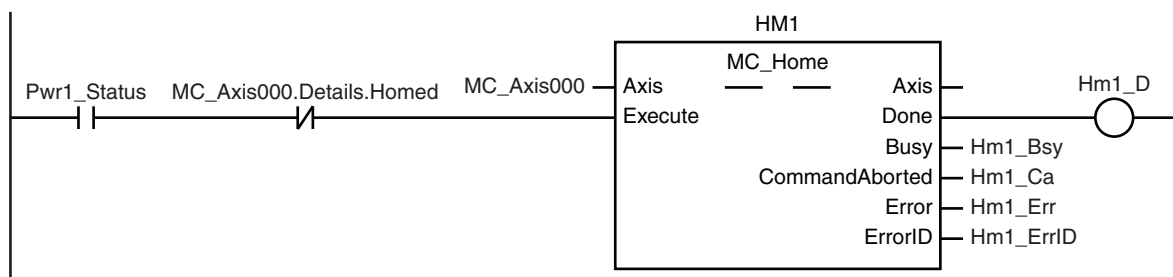 HM1
MC_Home
Pwr1_Status MC_Axis000.Details.Homed MC_Axis000 Axis Axis Hm1_D
Execute Done
Busy Hm1_Bsy
CommandAborted Hm1_Ca
Error Hm1_Err
ErrorID Hm1_ErrID